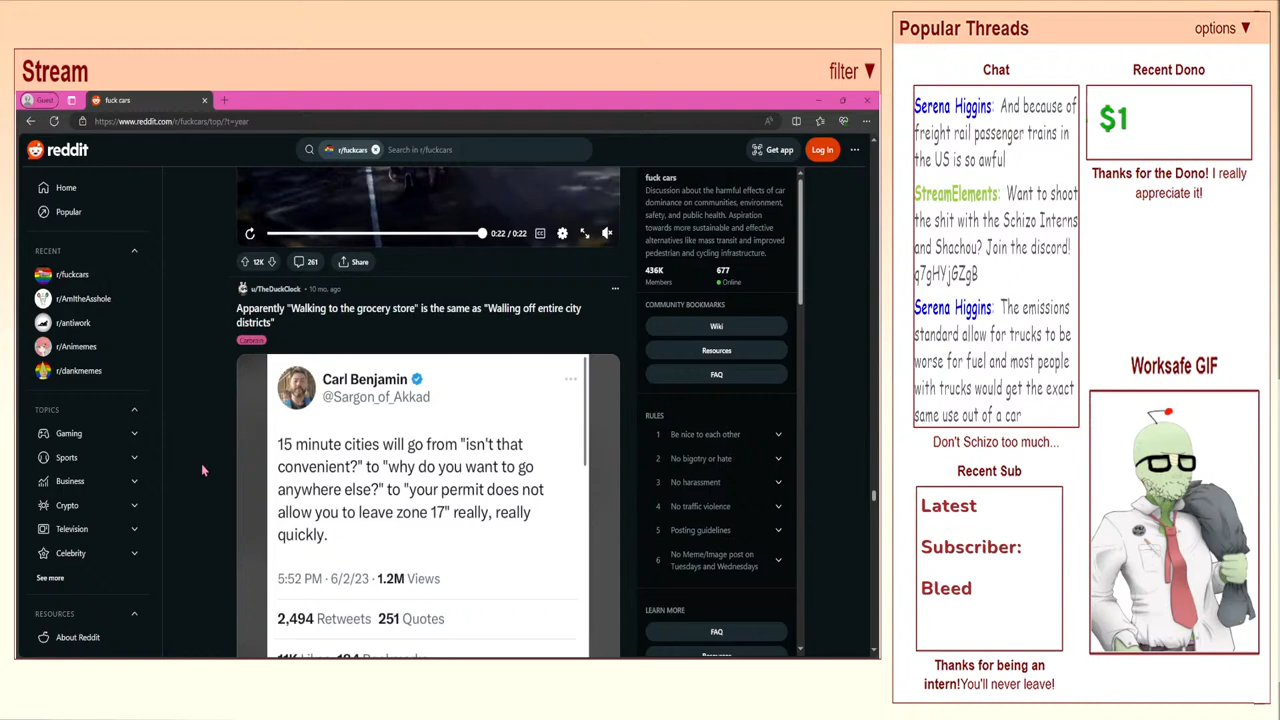 Stream
filter ▼
Guest
fuck cars
https://www.reddit.com/r/fuckcars/top/?t=year
reddit
r/fuckcars
Search in r/fuckcars
Get app
Log In
Home
Popular
RECENT
r/fuckcars
r/AmItheAsshole
r/antiwork
r/Animemes
r/dankmemes
TOPICS
Gaming
Sports
Business
Crypto
Television
Celebrity
See more
RESOURCES
About Reddit
0:22 / 0:22
12K
261
Share
u/TheDuckClock • 10 mo. ago
Apparently "Walking to the grocery store" is the same as "Walling off entire city
districts"
Carbrain
Carl Benjamin
@Sargon_of_Akkad
15 minute cities will go from "isn't that
convenient?" to "why do you want to go
anywhere else?" to "your permit does not
allow you to leave zone 17" really, really
quickly.
5:52 PM · 6/2/23 · 1.2M Views
2,494 Retweets 251 Quotes
fuck cars
Discussion about the harmful effects of car
dominance on communities, environment,
safety, and public health. Aspiration
towards more sustainable and effective
alternatives like mass transit and improved
pedestrian and cycling infrastructure.
436K
Members
677
Online
COMMUNITY BOOKMARKS
Wiki
Resources
FAQ
RULES
1 Be nice to each other
2 No bigotry or hate
3 No harassment
4 No traffic violence
5 Posting guidelines
6 No Meme/Image post on
Tuesdays and Wednesdays
LEARN MORE
FAQ
Popular Threads
options ▼
Chat
Serena Higgins: And because of
freight rail passenger trains in
the US is so awful
StreamElements: Want to shoot
the shit with the Schizo Interns
and Shachou? Join the discord!
q7gHYjGZgB
Serena Higgins: The emissions
standard allow for trucks to be
worse for fuel and most people
with trucks would get the exact
same use out of a car
Don't Schizo too much...
Recent Sub
Latest
Subscriber:
Bleed
Thanks for being an
intern!You'll never leave!
Recent Dono
$1
Thanks for the Dono! I really
appreciate it!
Worksafe GIF